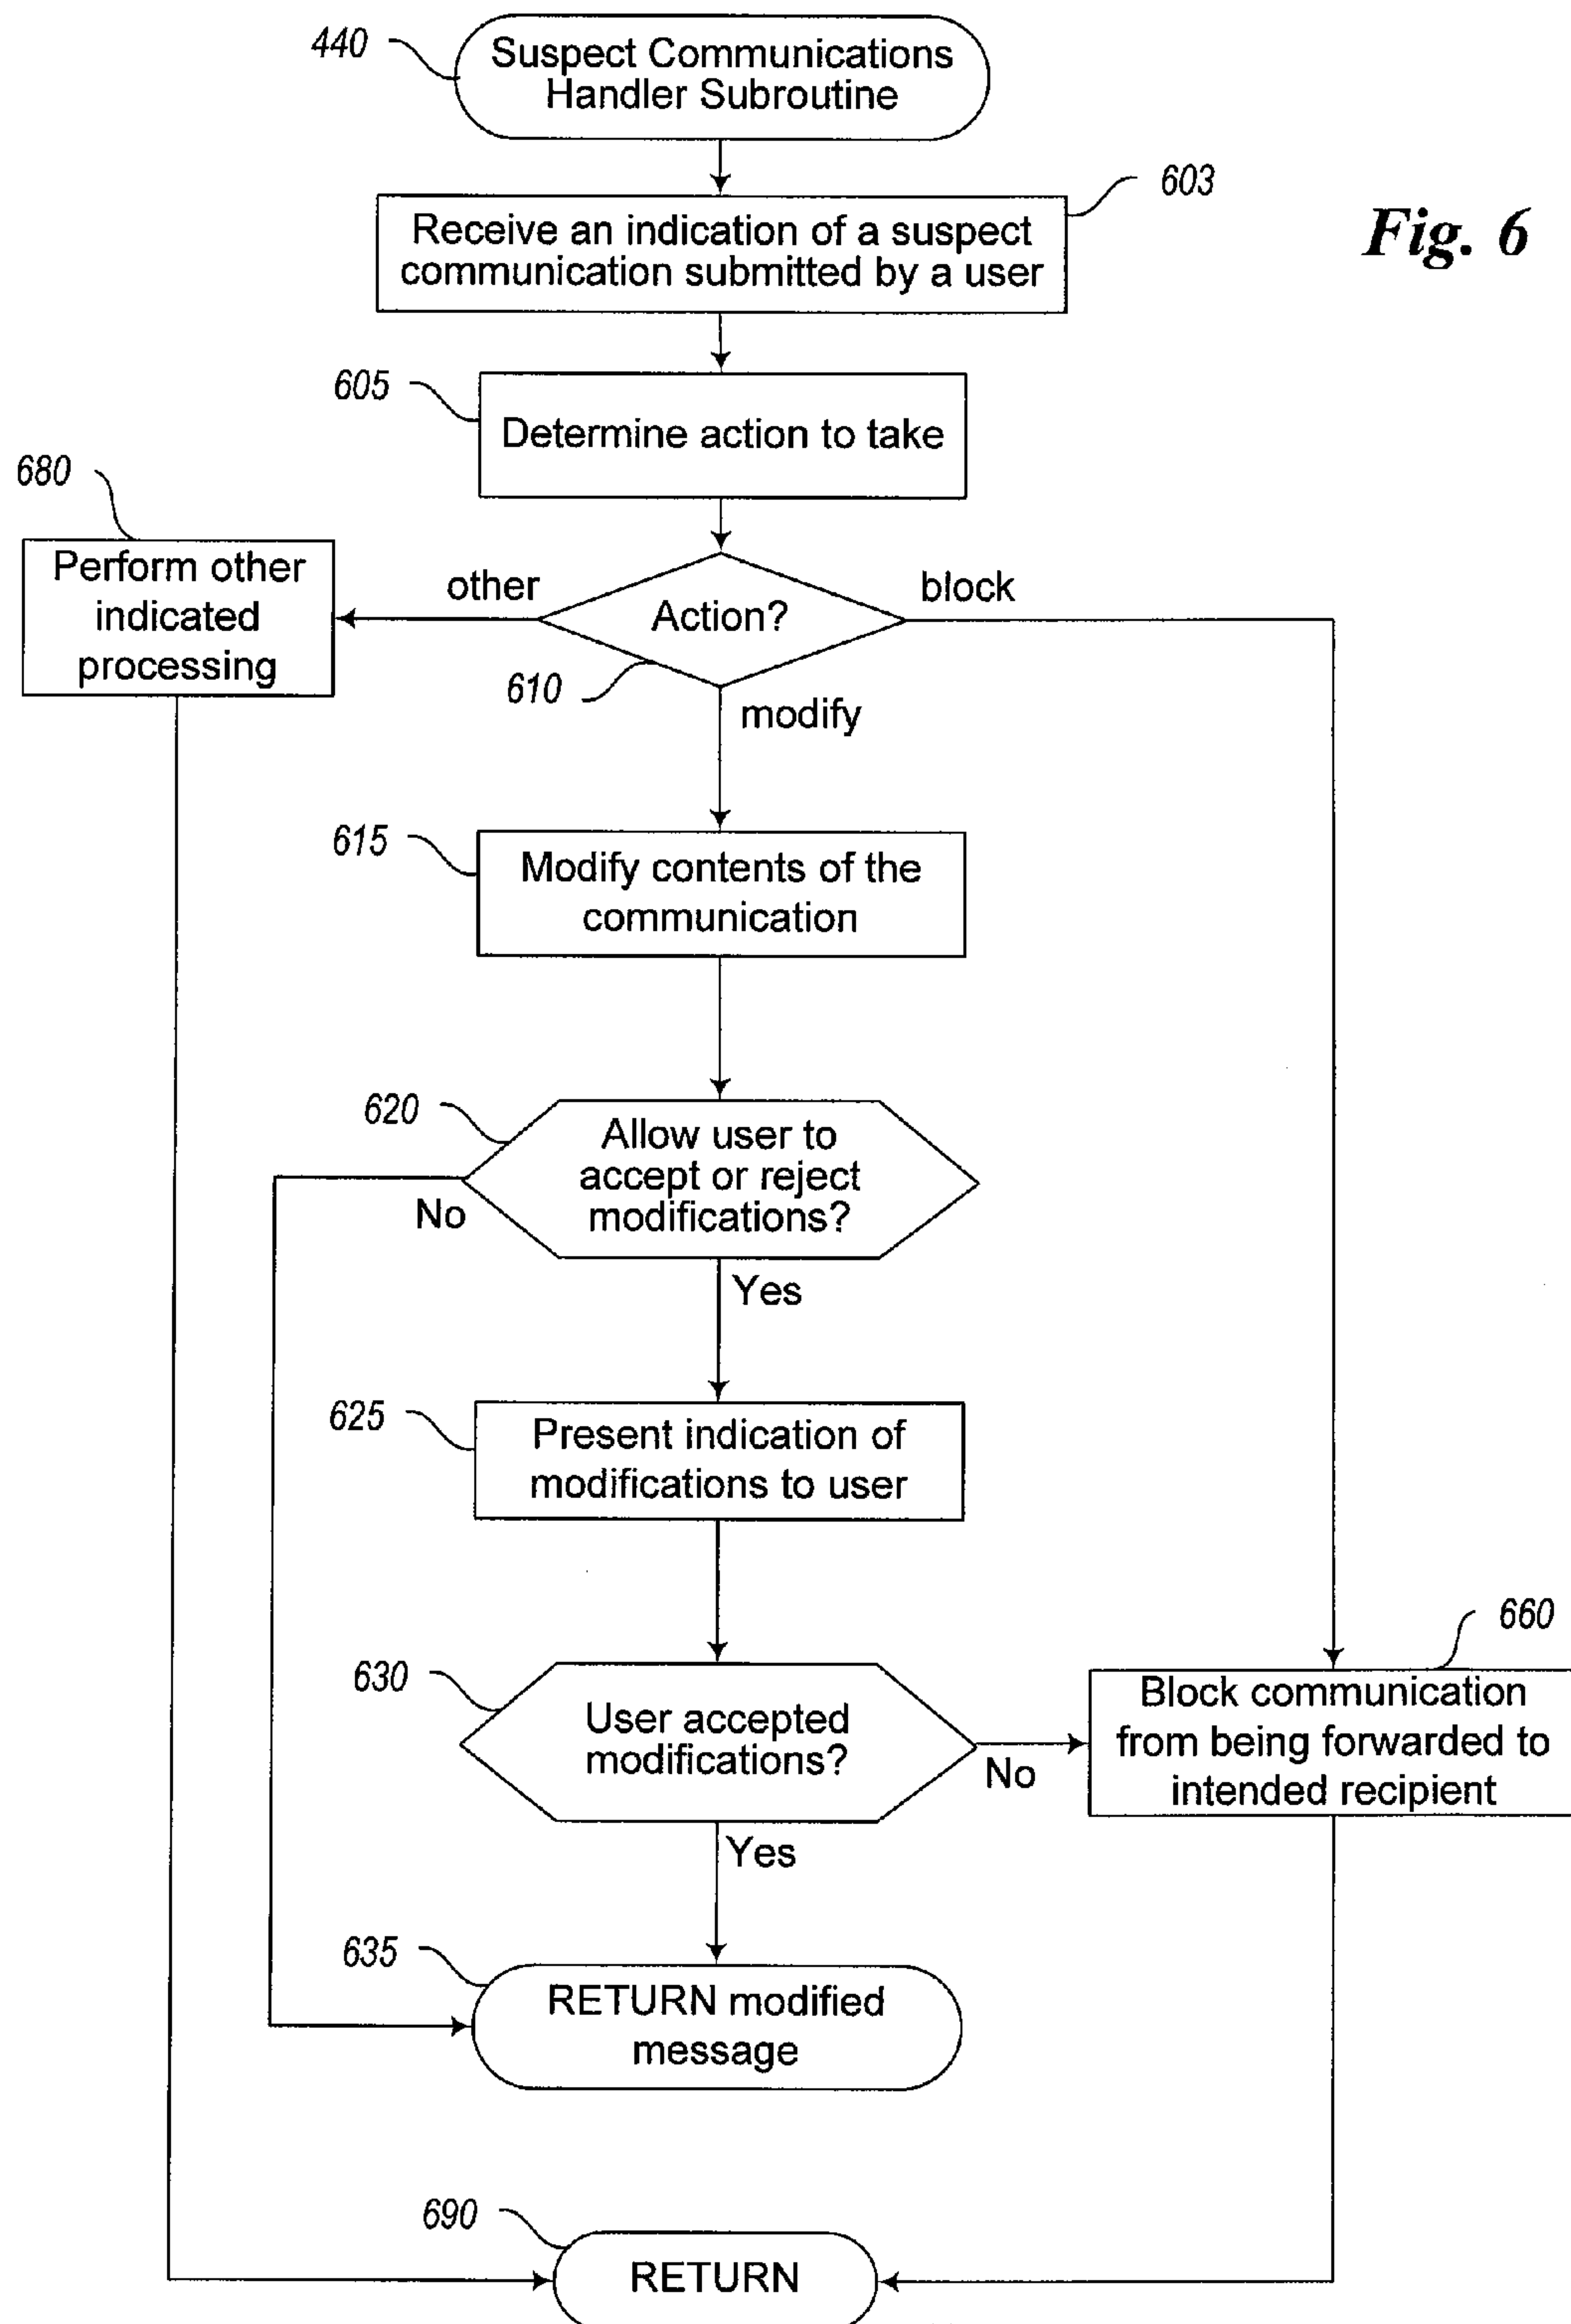 440
Suspect Communications
Handler Subroutine
603
Receive an indication of a suspect
communication submitted by a user
Fig. 6
605
Determine action to take
680
Perform other
indicated
processing
other
Action?
block
610
modify
615
Modify contents of the
communication
620
Allow user to
accept or reject
modifications?
No
Yes
625
Present indication of
modifications to user
630
User accepted
modifications?
No
660
Block communication
from being forwarded to
intended recipient
Yes
635
RETURN modified
message
690
RETURN